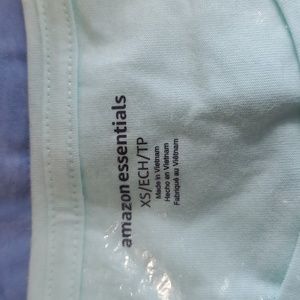 amazon essentials
XS/ECH/TP
Made in Vietnam
Hecho en Vietnam
Fabriqué au Viêtnam